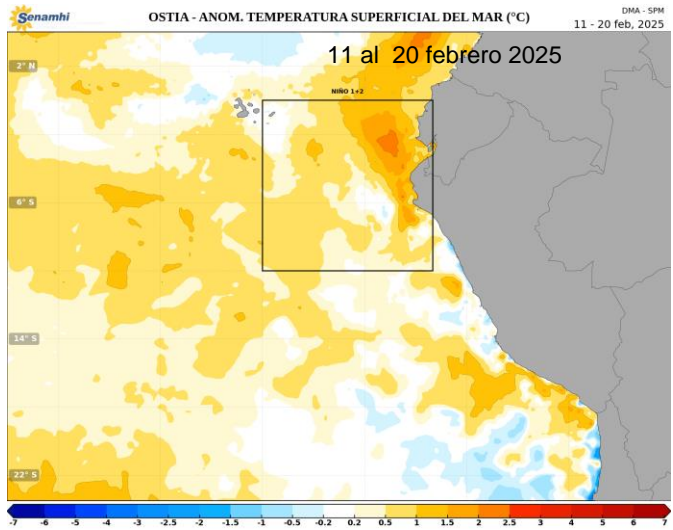 Senamhi
OSTIA - ANOM. TEMPERATURA SUPERFICIAL DEL MAR (°C)
DMA - SPM
11 - 20 feb, 2025
11 al 20 febrero 2025
2° N
NIÑO 1+2
6° S
14° S
22° S
-7 -6 -5 -4 -3 -2.5 -2 -1.5 -1 -0.5 -0.2 0.2 0.5 1 1.5 2 2.5 3 4 5 6 7